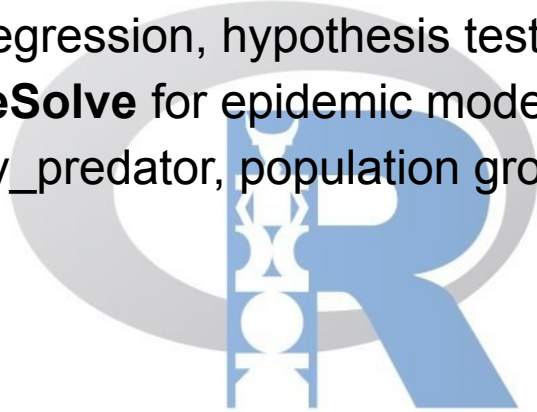 egression, hypothesis test
eSolve for epidemic mode
y_predator, population gro
R